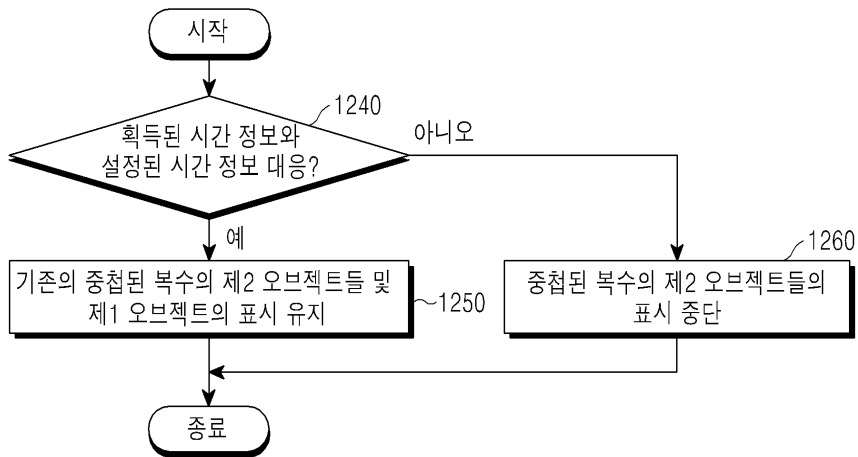 시작
1240
획득된 시간 정보와
설정된 시간 정보 대응?
아니오
예
기존의 중첩된 복수의 제2 오브젝트들 및
제1 오브젝트의 표시 유지
1250
1260
중첩된 복수의 제2 오브젝트들의
표시 중단
종료